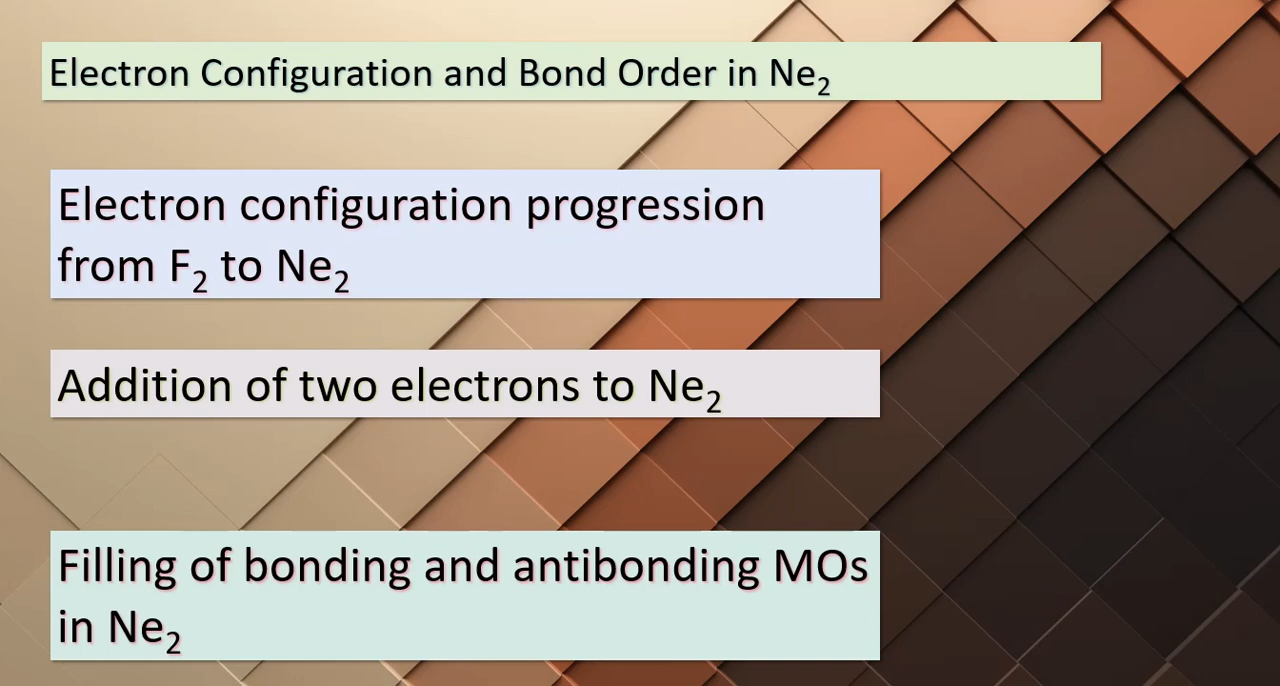 Electron Configuration and Bond Order in Ne₂
Electron configuration progression
from F₂ to Ne₂
Addition of two electrons to Ne₂
Filling of bonding and antibonding MOs
in Ne₂